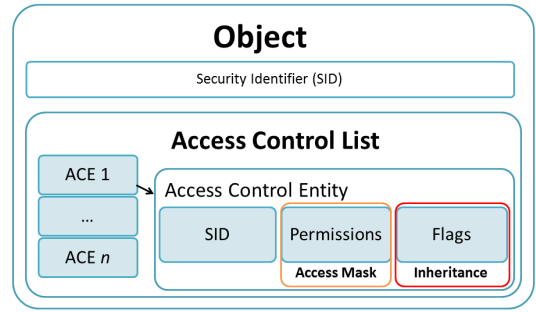 Object
Security Identifier (SID)
Access Control List
ACE 1
...
ACE n
Access Control Entity
SID
Permissions
Flags
Access Mask
Inheritance